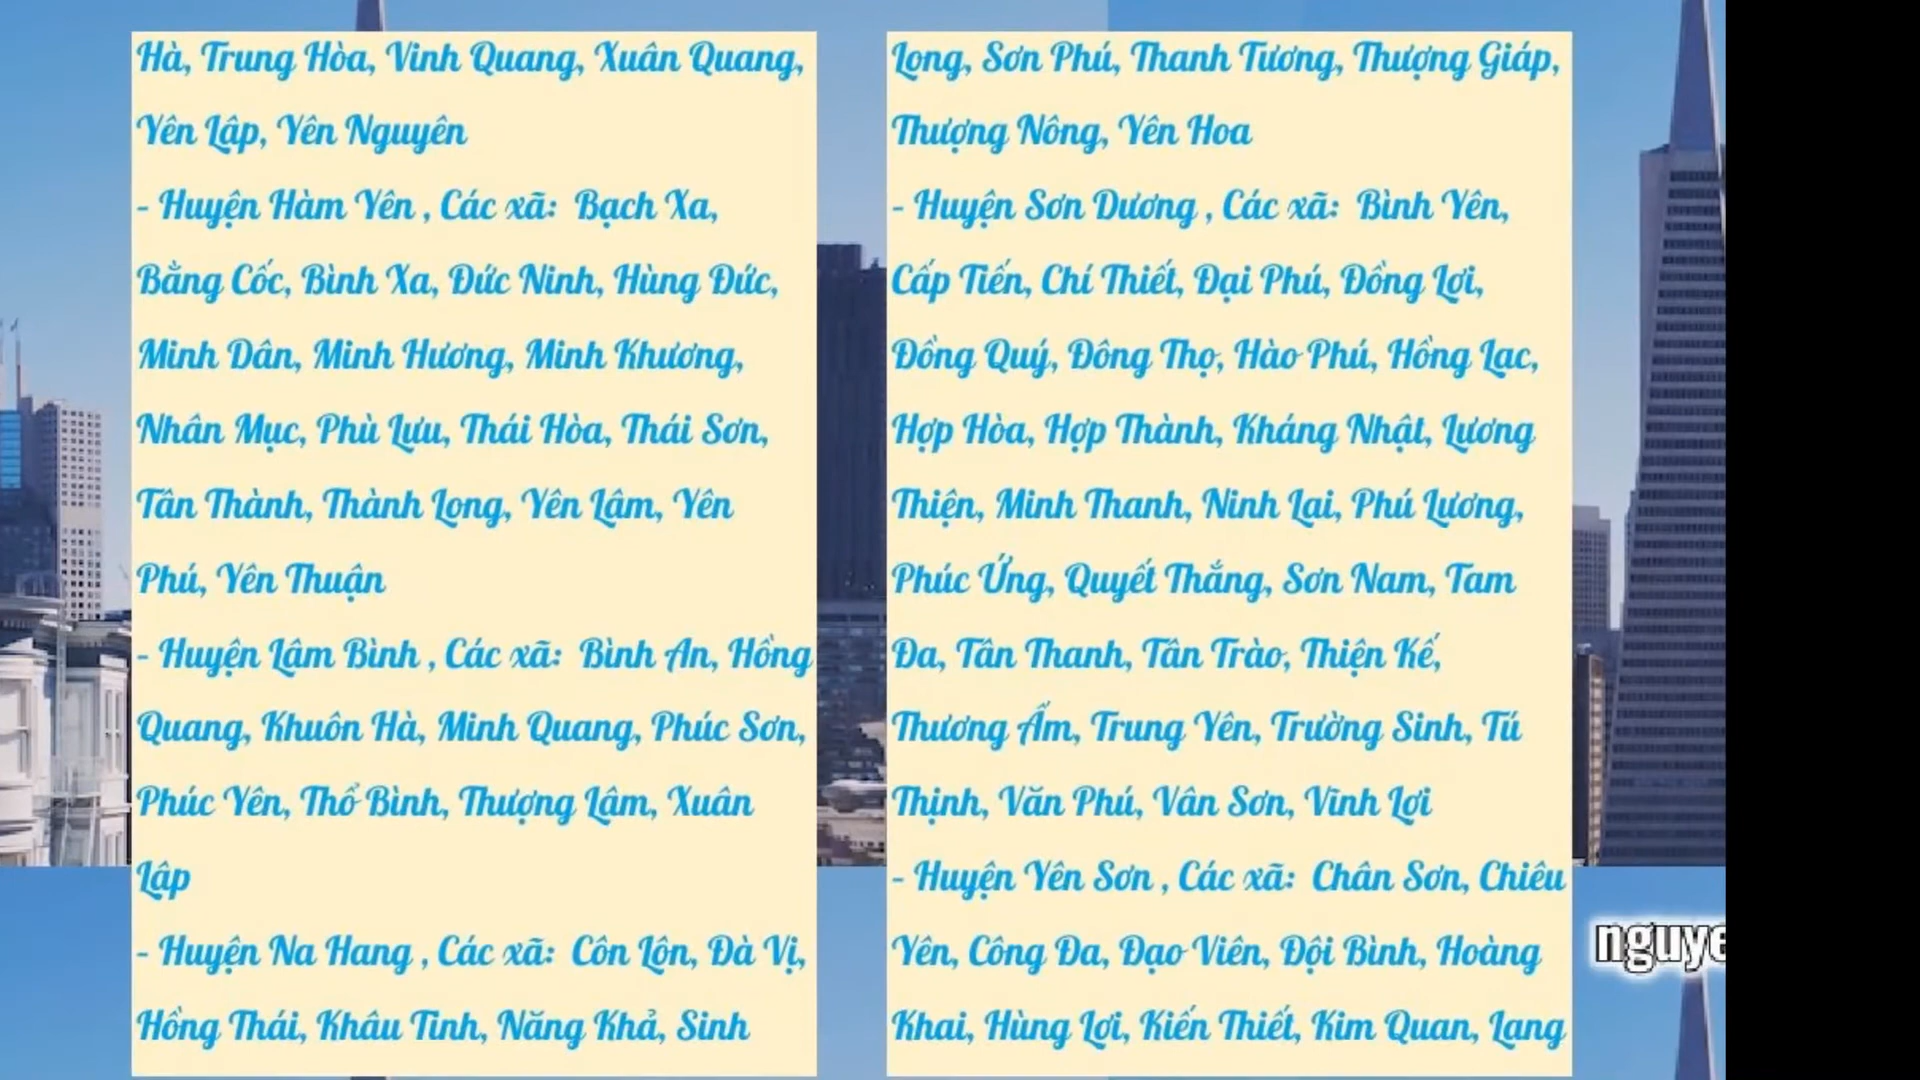 Hà, Trung Hòa, Vinh Quang, Xuân Quang,
Yên Lập, Yên Nguyên
- Huyện Hàm Yên , Các xã:  Bạch Xa,
Bằng Cốc, Bình Xa, Đức Ninh, Hùng Đức,
Minh Dân, Minh Hương, Minh Khương,
Nhân Mục, Phù Lưu, Thái Hòa, Thái Sơn,
Tân Thành, Thành Long, Yên Lâm, Yên
Phú, Yên Thuận
- Huyện Lâm Bình , Các xã:  Bình An, Hồng
Quang, Khuôn Hà, Minh Quang, Phúc Sơn,
Phúc Yên, Thổ Bình, Thượng Lâm, Xuân
Lập
- Huyện Na Hang , Các xã:  Côn Lôn, Đà Vị,
Hồng Thái, Khâu Tinh, Năng Khả, Sinh
Long, Sơn Phú, Thanh Tương, Thượng Giáp,
Thượng Nông, Yên Hoa
- Huyện Sơn Dương , Các xã:  Bình Yên,
Cấp Tiến, Chí Thiết, Đại Phú, Đồng Lợi,
Đồng Quý, Đông Thọ, Hào Phú, Hồng Lạc,
Hợp Hòa, Hợp Thành, Kháng Nhật, Lương
Thiện, Minh Thanh, Ninh Lai, Phú Lương,
Phúc Ứng, Quyết Thắng, Sơn Nam, Tam
Đa, Tân Thanh, Tân Trào, Thiện Kế,
Thương Ấm, Trung Yên, Trường Sinh, Tú
Thịnh, Văn Phú, Vân Sơn, Vĩnh Lợi
- Huyện Yên Sơn , Các xã:  Chân Sơn, Chiêu
Yên, Công Đa, Đạo Viên, Đội Bình, Hoàng
Khai, Hùng Lợi, Kiến Thiết, Kim Quan, Lang
nguye